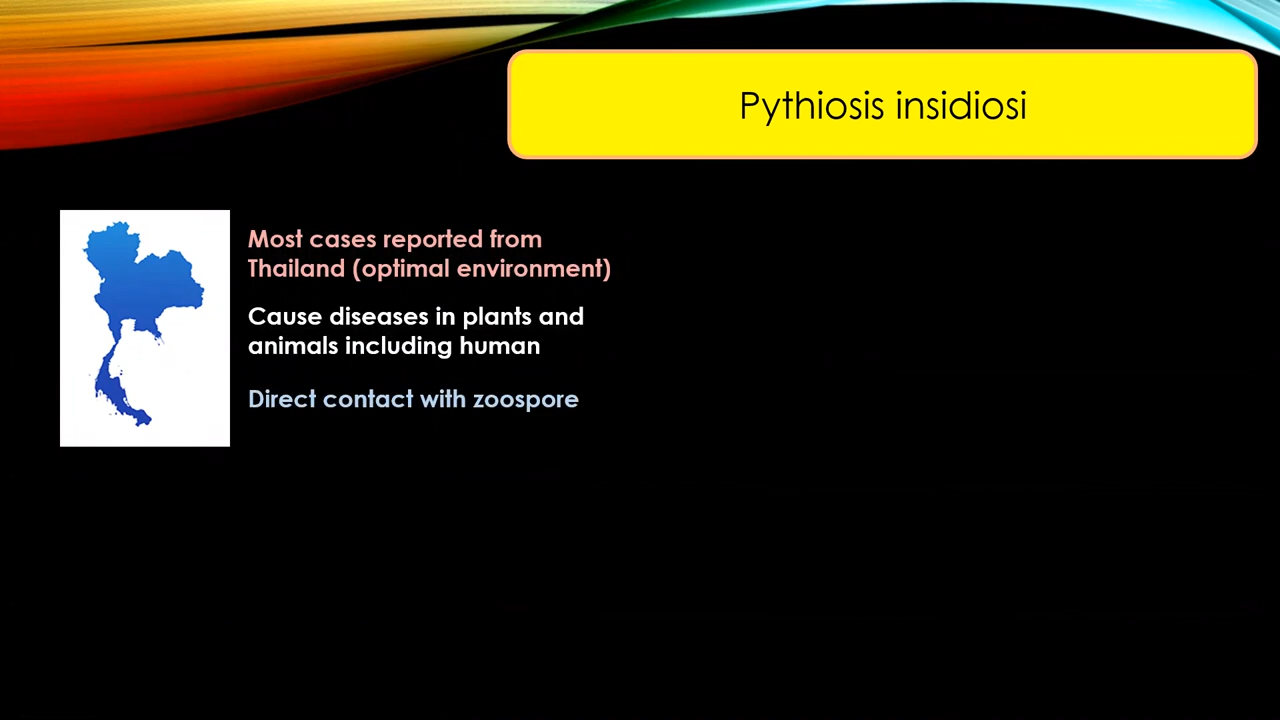 Pythiosis insidiosi
Most cases reported from
Thailand (optimal environment)
Cause diseases in plants and
animals including human
Direct contact with zoospore